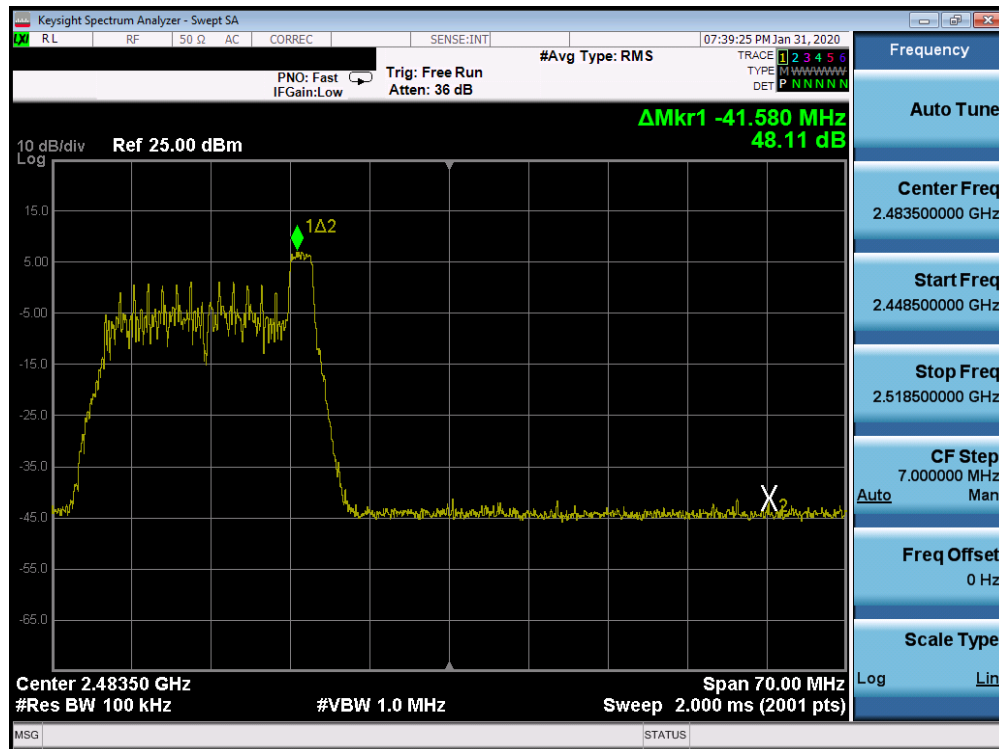 Keysight Spectrum Analyzer - Swept SA
LXI RL RF 50 Ω AC CORREC SENSE:INT 07:39:25 PM Jan 31, 2020
#Avg Type: RMS TRACE 1 2 3 4 5 6
PNO: Fast Trig: Free Run TYPE M WWWWW
IFGain:Low Atten: 36 dB DET P N N N N N
ΔMkr1 -41.580 MHz
48.11 dB
10 dB/div Ref 25.00 dBm
Log
15.0
1Δ2
5.00
-5.00
-15.0
-25.0
-35.0
X2
-45.0
-55.0
-65.0
Center 2.48350 GHz Span 70.00 MHz
#Res BW 100 kHz #VBW 1.0 MHz Sweep 2.000 ms (2001 pts)
MSG STATUS
Frequency
Auto Tune
Center Freq
2.483500000 GHz
Start Freq
2.448500000 GHz
Stop Freq
2.518500000 GHz
CF Step
7.000000 MHz
Auto Man
Freq Offset
0 Hz
Scale Type
Log Lin